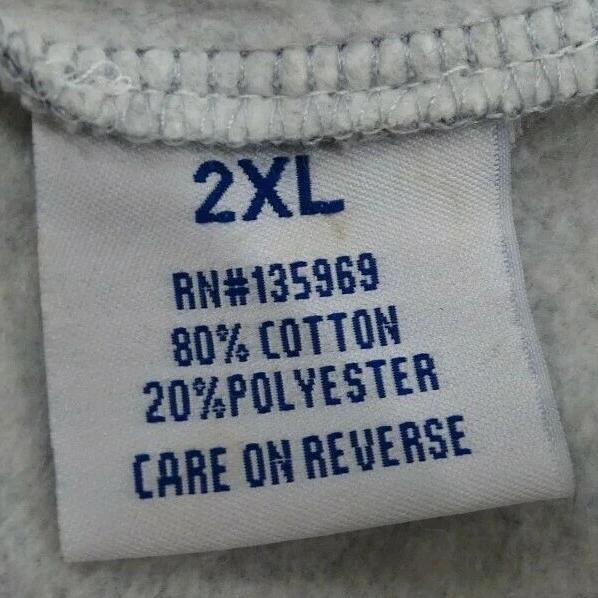 2XL
RN#135969
80% COTTON
20%POLYESTER
CARE ON REVERSE